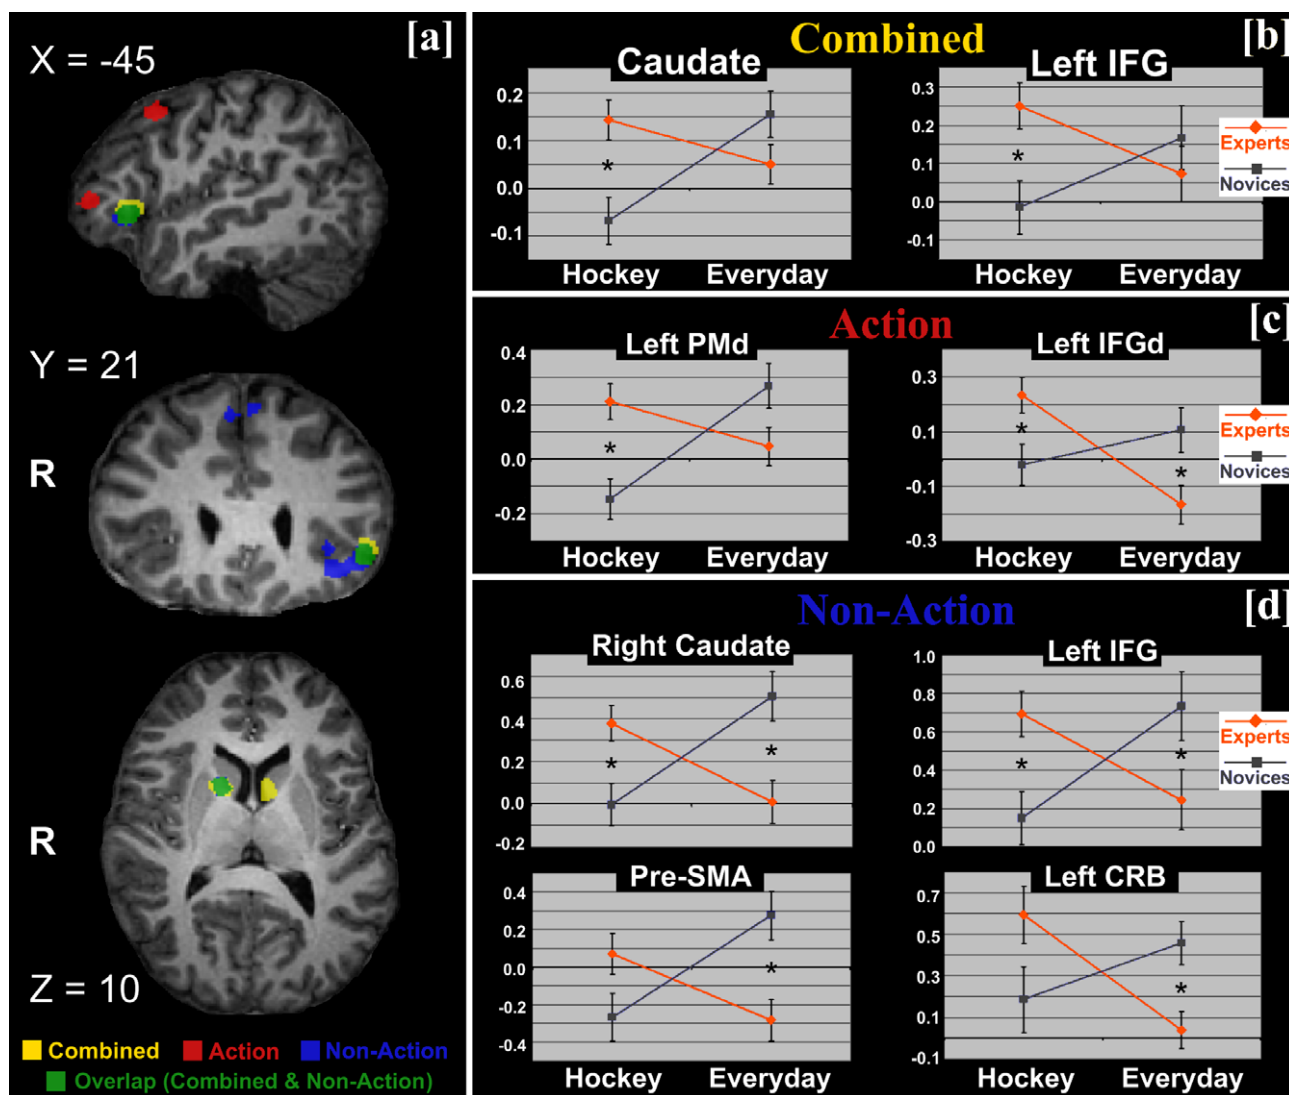 [a]
X = -45
Y = 21
R
R
Z = 10
Combined Action Non-Action
Overlap (Combined & Non-Action)
Combined [b]
Caudate
0.2
0.1
0.0
-0.1
Hockey Everyday
*
Left IFG
0.3
0.2
0.1
0.0
-0.1
Hockey Everyday
*
Experts
Novices
Action [c]
Left PMd
0.4
0.2
0.0
-0.2
Hockey Everyday
*
Left IFGd
0.3
0.1
-0.1
-0.3
Hockey Everyday
*
*
Experts
Novices
Non-Action [d]
Right Caudate
0.6
0.4
0.2
0.0
-0.2
*
*
Left IFG
1.0
0.8
0.6
0.4
0.2
0.0
*
*
Experts
Novices
Pre-SMA
0.4
0.2
0.0
-0.2
-0.4
Hockey Everyday
*
Left CRB
0.7
0.5
0.3
0.1
-0.1
Hockey Everyday
*